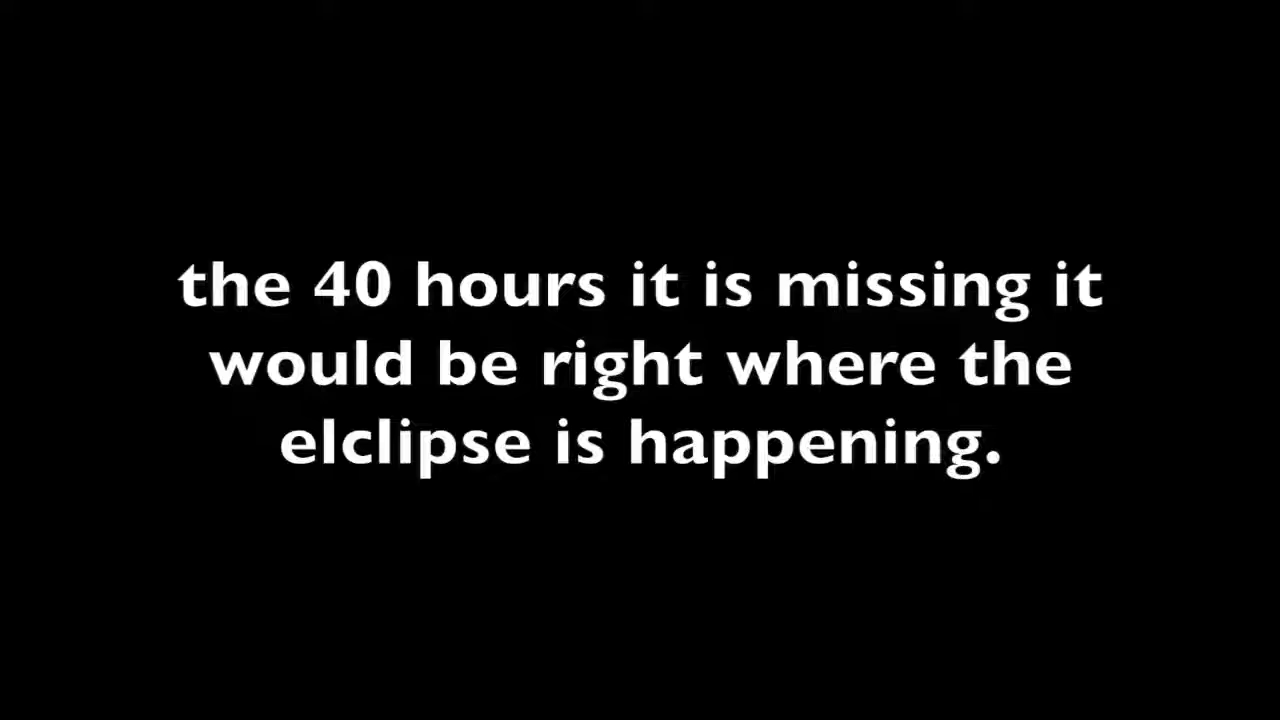 the 40 hours it is missing it
would be right where the
elclipse is happening.